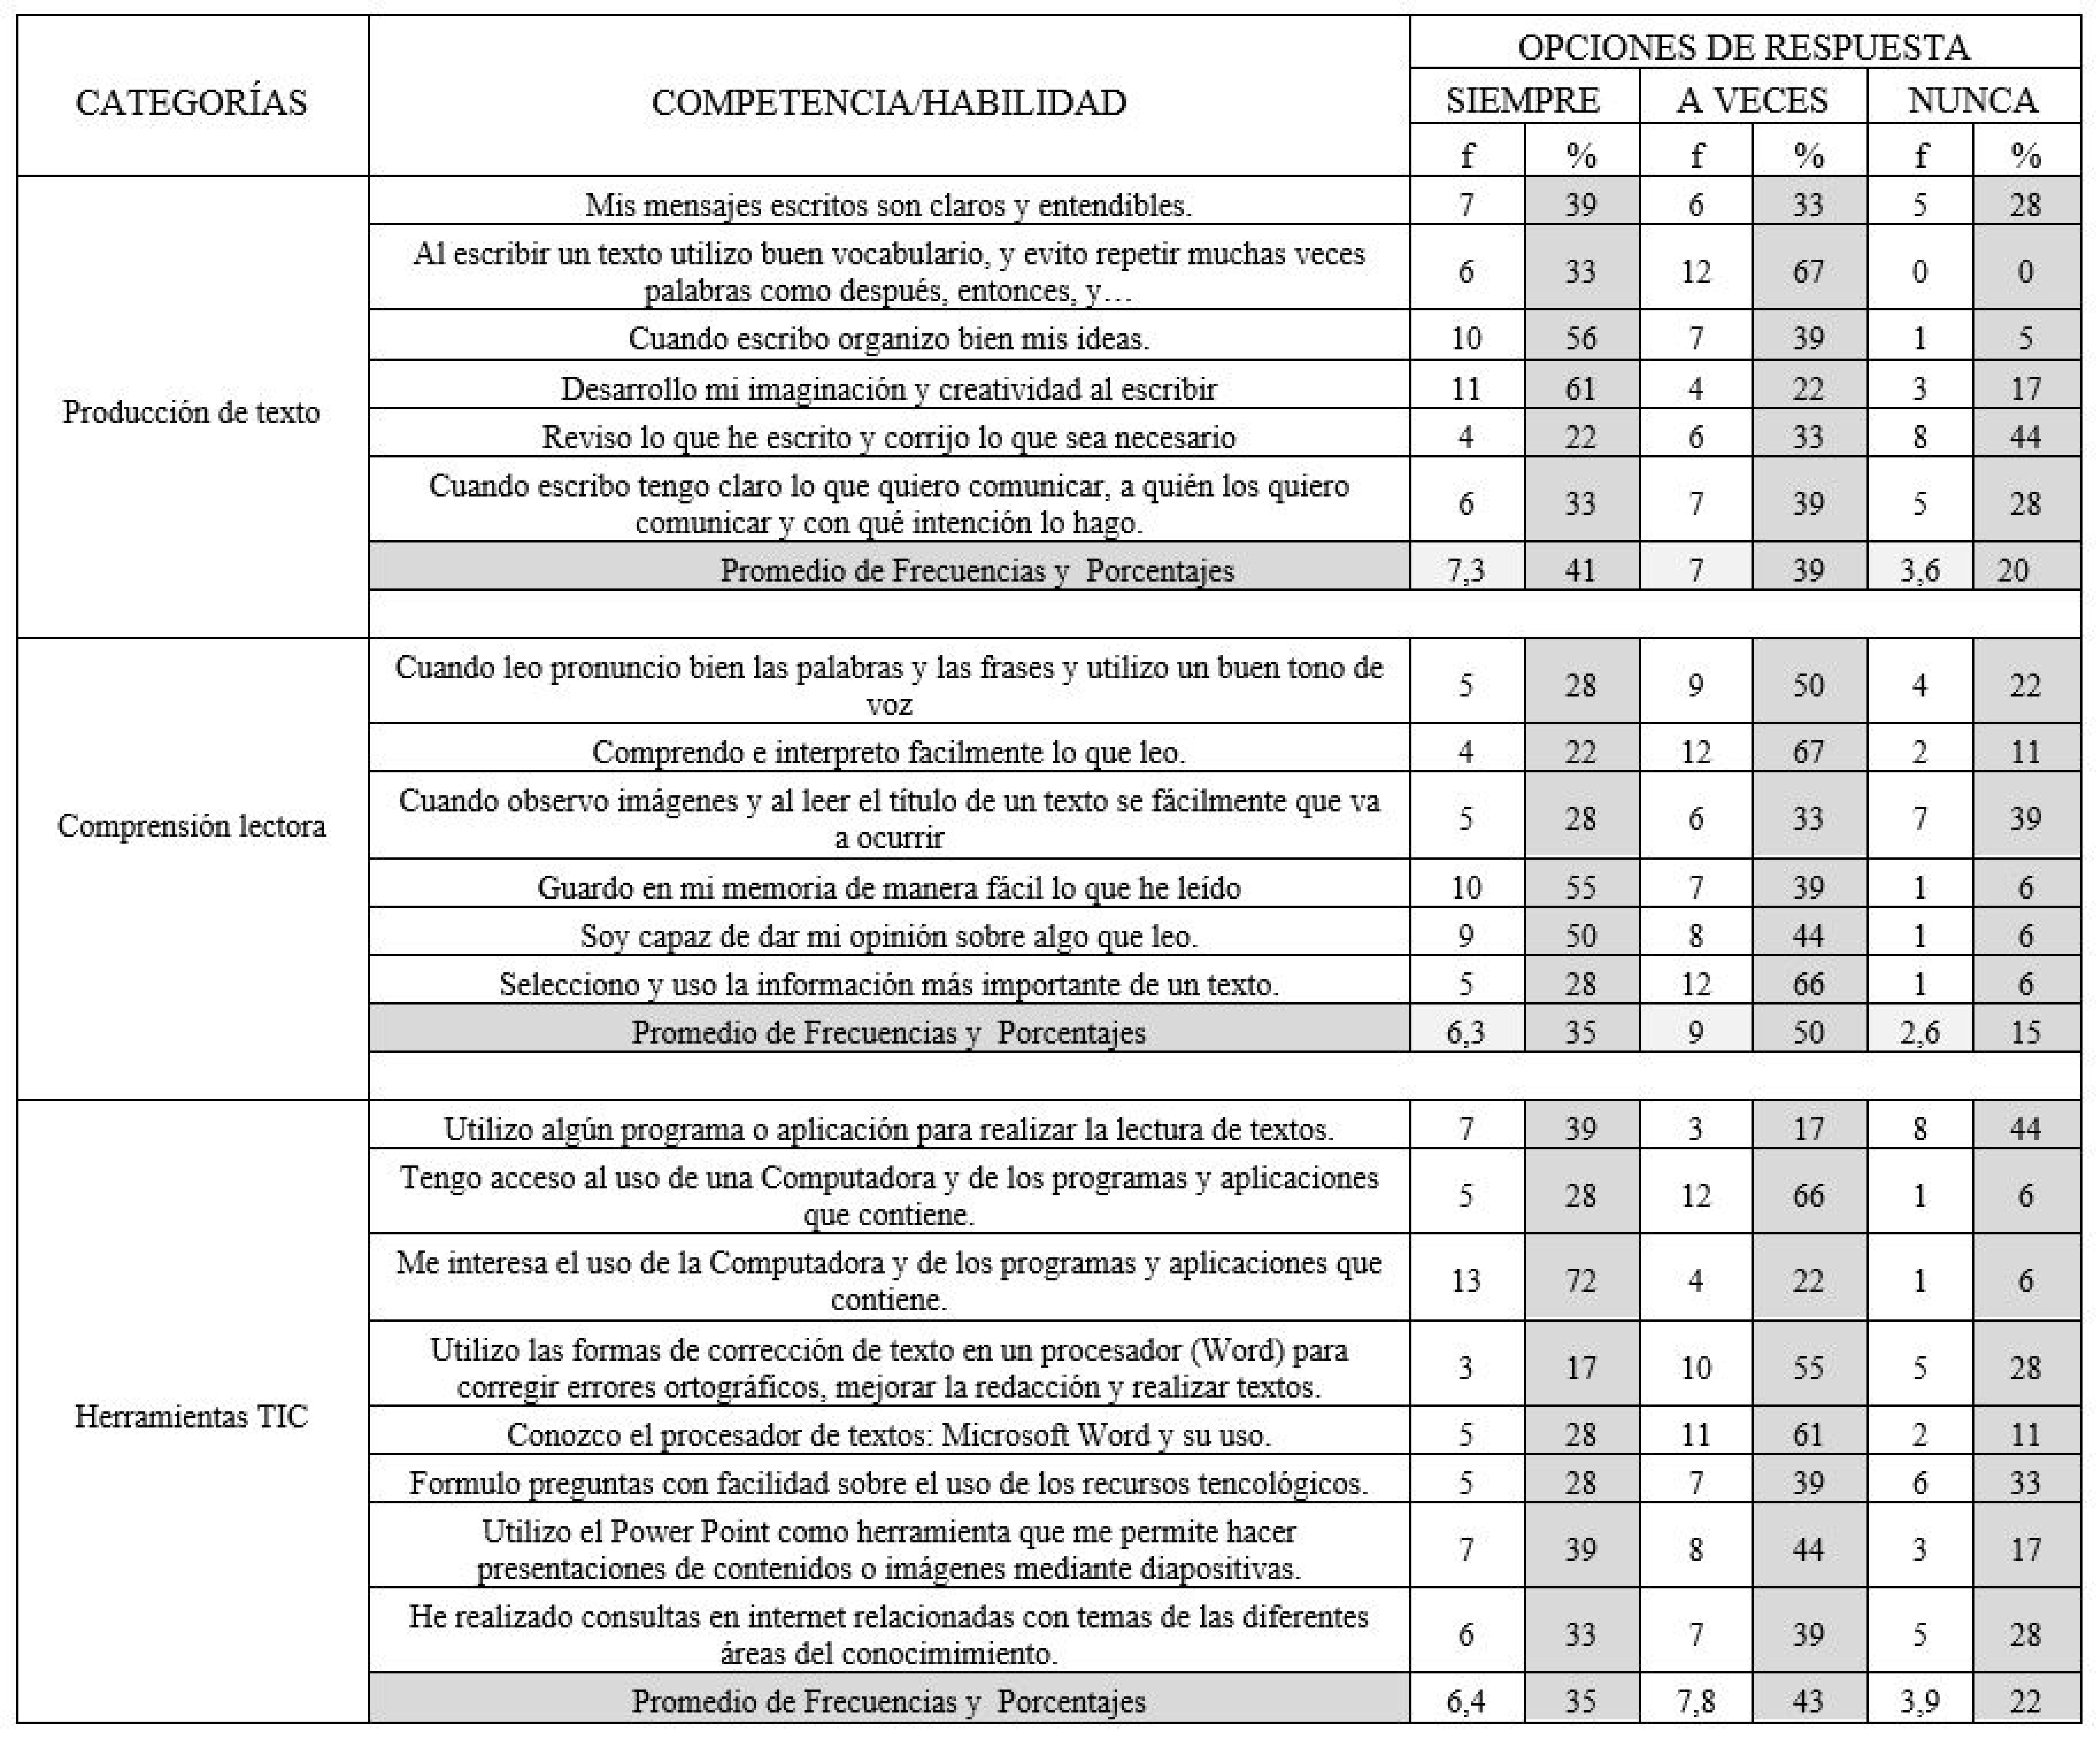 CATEGORÍAS COMPETENCIA/HABILIDAD OPCIONES DE RESPUESTA
SIEMPRE A VECES NUNCA
f % f % f %
Producción de texto
Mis mensajes escritos son claros y entendibles. 7 39 6 33 5 28
Al escribir un texto utilizo buen vocabulario, y evito repetir muchas veces
palabras como después, entonces, y… 6 33 12 67 0 0
Cuando escribo organizo bien mis ideas. 10 56 7 39 1 5
Desarrollo mi imaginación y creatividad al escribir 11 61 4 22 3 17
Reviso lo que he escrito y corrijo lo que sea necesario 4 22 6 33 8 44
Cuando escribo tengo claro lo que quiero comunicar, a quién los quiero
comunicar y con qué intención lo hago. 6 33 7 39 5 28
Promedio de Frecuencias y Porcentajes 7,3 41 7 39 3,6 20
Comprensión lectora
Cuando leo pronuncio bien las palabras y las frases y utilizo un buen tono de
voz 5 28 9 50 4 22
Comprendo e interpreto facilmente lo que leo. 4 22 12 67 2 11
Cuando observo imágenes y al leer el título de un texto se fácilmente que va
a ocurrir 5 28 6 33 7 39
Guardo en mi memoria de manera fácil lo que he leído 10 55 7 39 1 6
Soy capaz de dar mi opinión sobre algo que leo. 9 50 8 44 1 6
Selecciono y uso la información más importante de un texto. 5 28 12 66 1 6
Promedio de Frecuencias y Porcentajes 6,3 35 9 50 2,6 15
Herramientas TIC
Utilizo algún programa o aplicación para realizar la lectura de textos. 7 39 3 17 8 44
Tengo acceso al uso de una Computadora y de los programas y aplicaciones
que contiene. 5 28 12 66 1 6
Me interesa el uso de la Computadora y de los programas y aplicaciones que
contiene. 13 72 4 22 1 6
Utilizo las formas de corrección de texto en un procesador (Word) para
corregir errores ortográficos, mejorar la redacción y realizar textos. 3 17 10 55 5 28
Conozco el procesador de textos: Microsoft Word y su uso. 5 28 11 61 2 11
Formulo preguntas con facilidad sobre el uso de los recursos tencológicos. 5 28 7 39 6 33
Utilizo el Power Point como herramienta que me permite hacer
presentaciones de contenidos o imágenes mediante diapositivas. 7 39 8 44 3 17
He realizado consultas en internet relacionadas con temas de las diferentes
áreas del conocimimiento. 6 33 7 39 5 28
Promedio de Frecuencias y Porcentajes 6,4 35 7,8 43 3,9 22